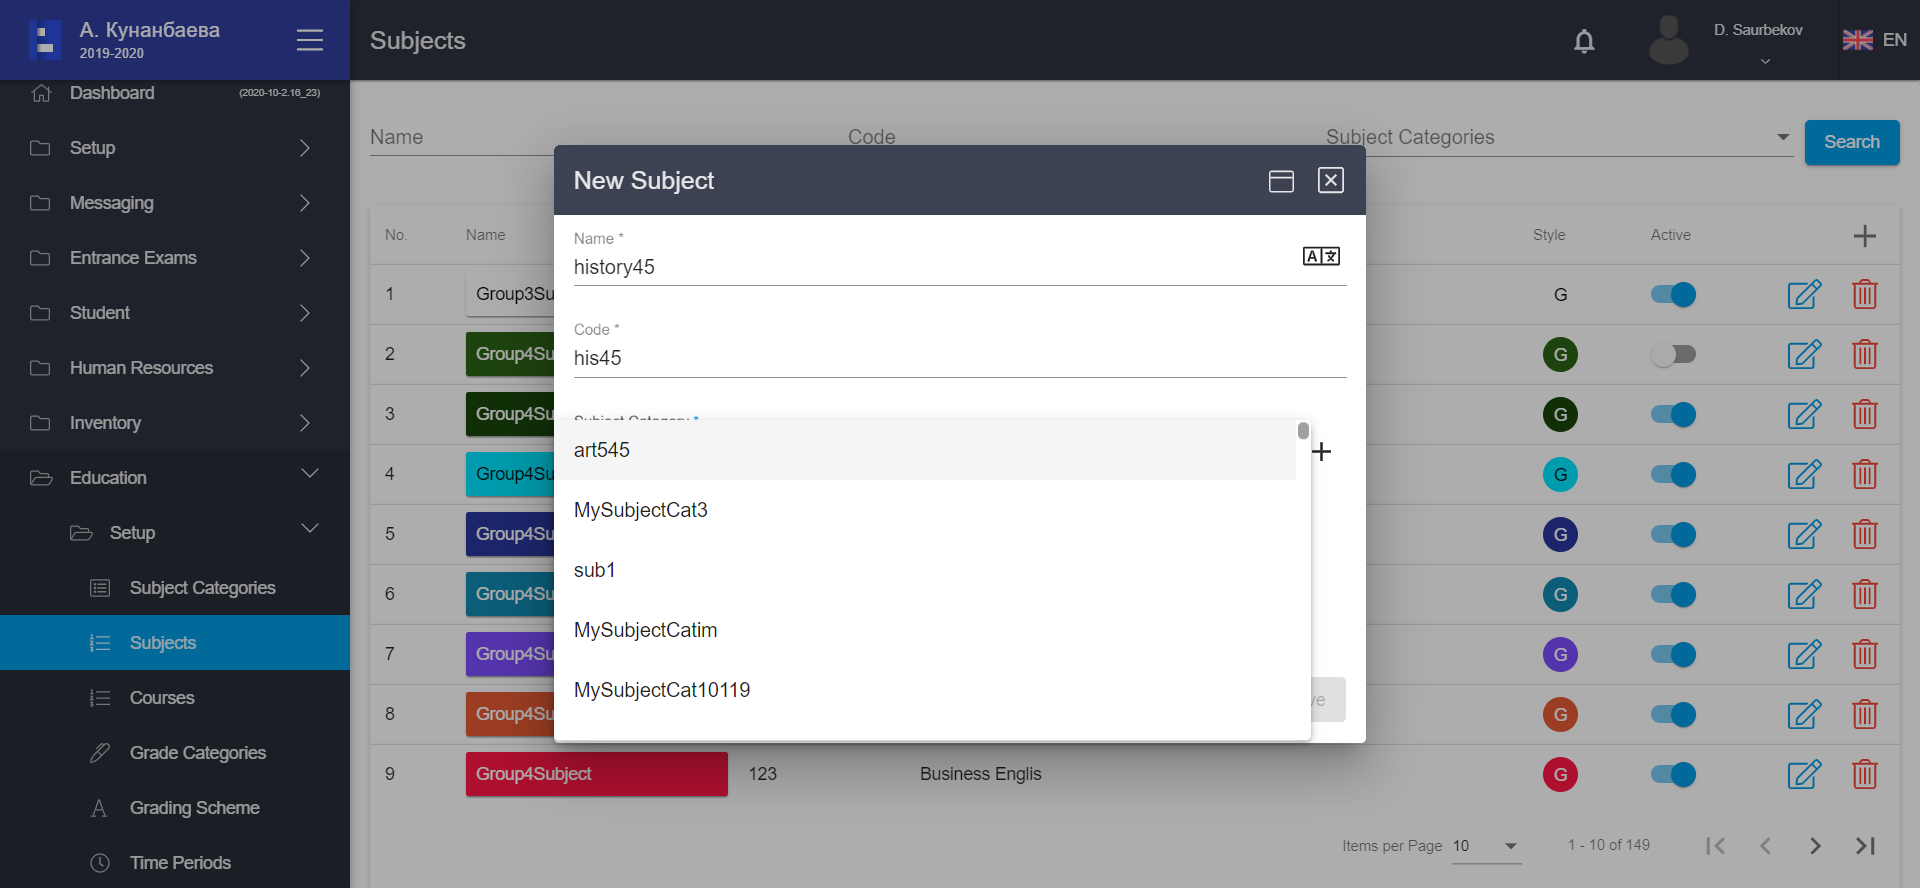 А. Кунанбаева
2019-2020
Subjects
D. Saurbekov
EN
Dashboard
(2020-10-2.16_23)
Setup
Messaging
Entrance Exams
Student
Human Resources
Inventory
Education
Setup
Subject Categories
Subjects
Courses
Grade Categories
Grading Scheme
Time Periods
Name
Code
Subject Categories
Search
No.
Name
Style
Active
1
Group3Su
G
2
Group4Su
G
3
Group4Su
G
4
Group4Su
G
5
Group4Su
G
6
Group4Su
G
7
Group4Su
G
8
Group4Su
G
9
Group4Subject
123
Business Englis
G
Items per Page
10
1 - 10 of 149
New Subject
Name *
history45
A文
Code *
his45
Subject Category *
art545
MySubjectCat3
sub1
MySubjectCatim
MySubjectCat10119
ve